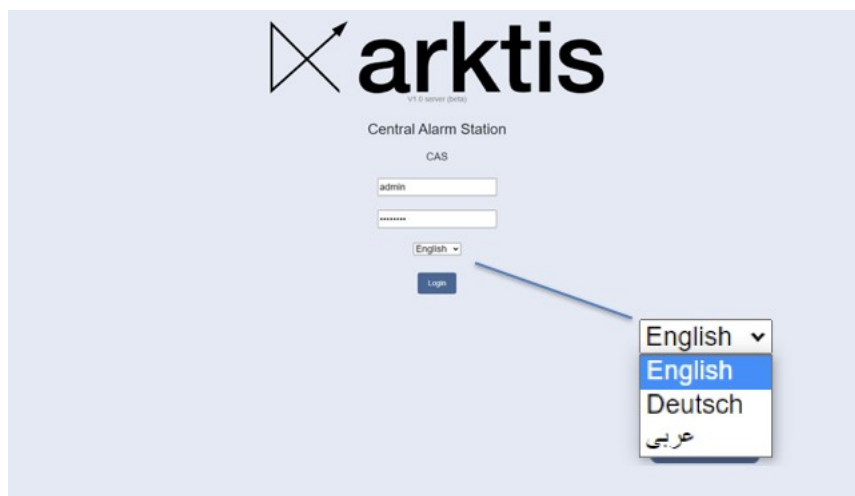 arktis
V1.0 server (beta)
Central Alarm Station
CAS
admin
••••••••
English
Login
English
English
Deutsch
عربى